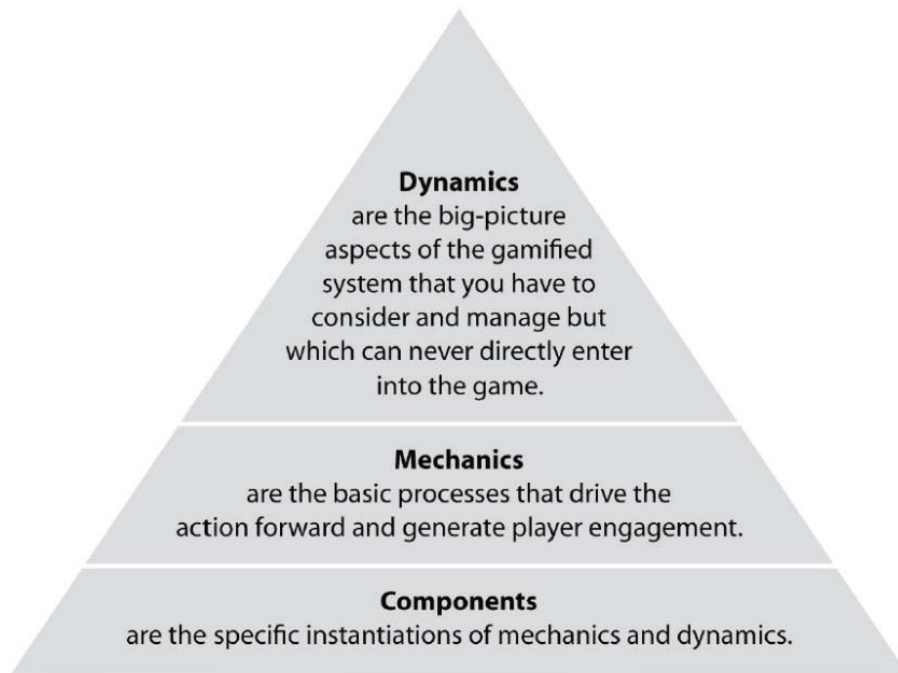 Dynamics
are the big-picture
aspects of the gamified
system that you have to
consider and manage but
which can never directly enter
into the game.
Mechanics
are the basic processes that drive the
action forward and generate player engagement.
Components
are the specific instantiations of mechanics and dynamics.